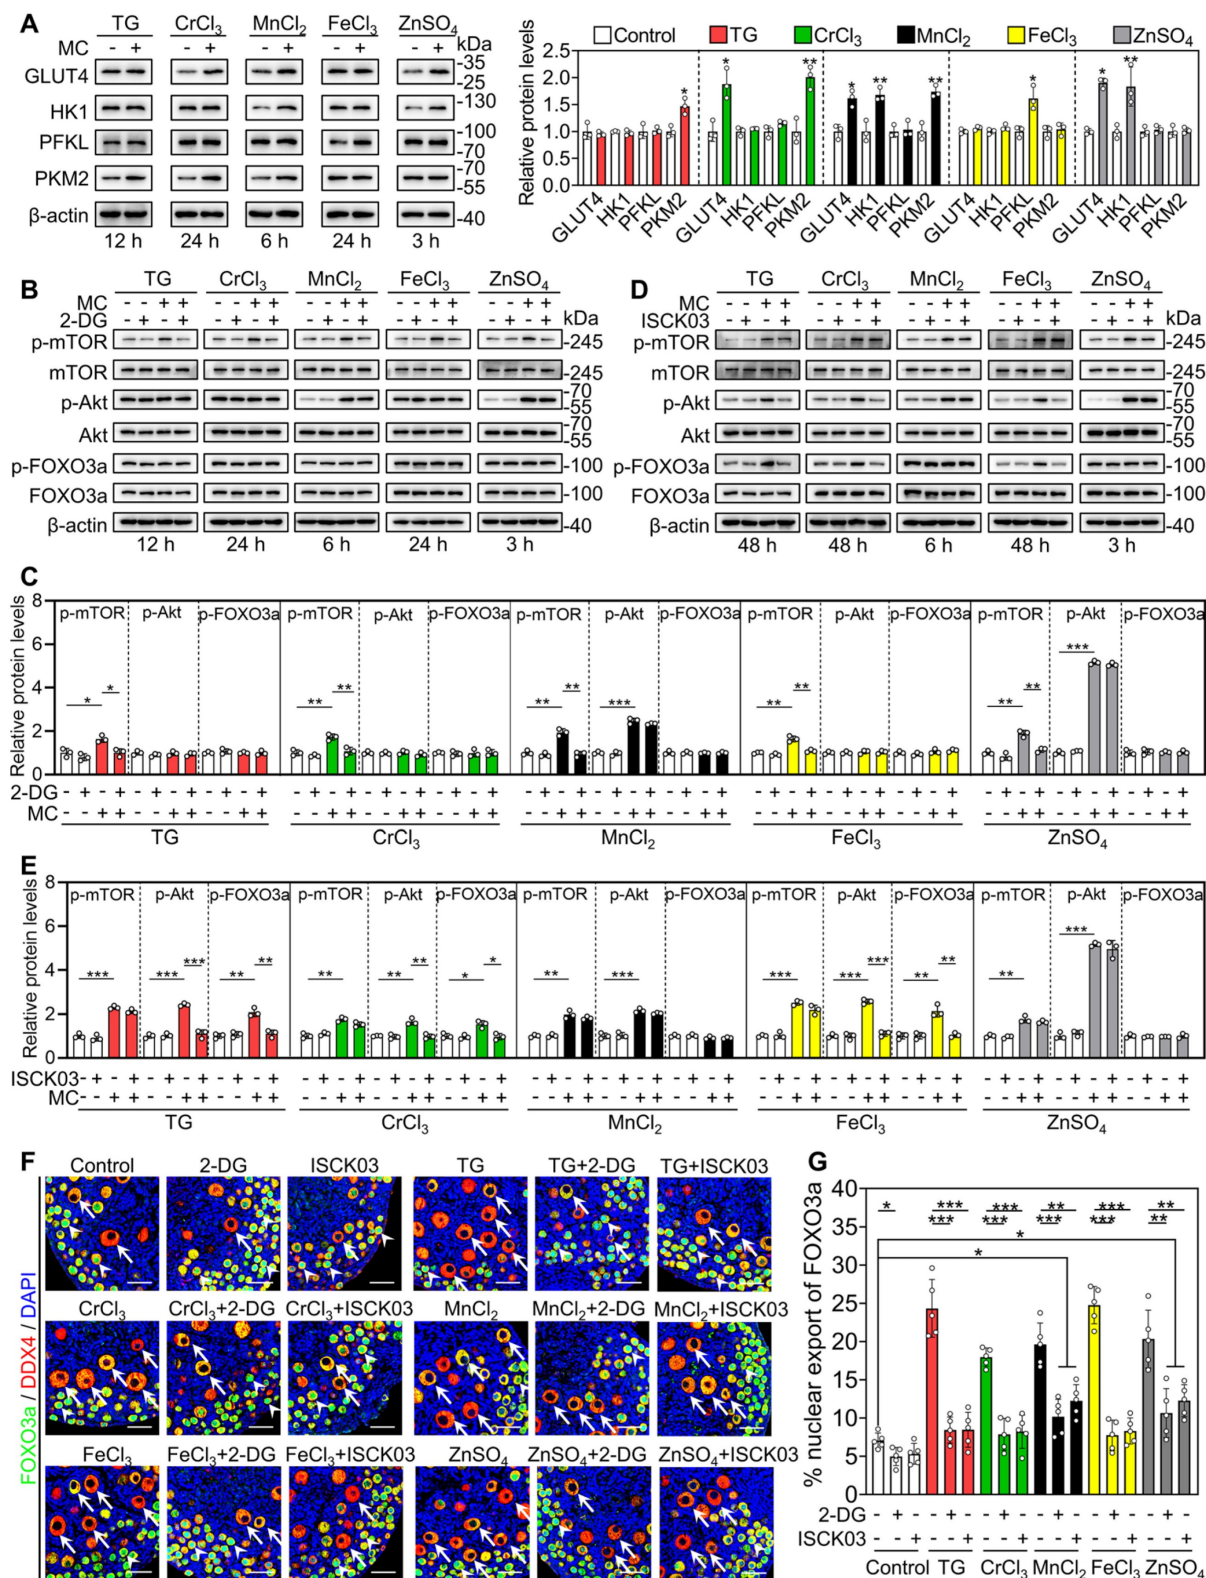 A
TG CrCl₃ MnCl₂ FeCl₃ ZnSO₄
MC - + - + - + - + - + kDa
GLUT4 -35 -25
HK1 -130
PFKL -100 -70
PKM2 -70 -55
β-actin -40
12 h 24 h 6 h 24 h 3 h
Control TG CrCl₃ MnCl₂ FeCl₃ ZnSO₄
Relative protein levels
2.5
2.0
1.5
1.0
0.5
0.0
* * ** * ** ** * * **
GLUT4 HK1 PFKL PKM2 GLUT4 HK1 PFKL PKM2 GLUT4 HK1 PFKL PKM2 GLUT4 HK1 PFKL PKM2 GLUT4 HK1 PFKL PKM2
B
TG CrCl₃ MnCl₂ FeCl₃ ZnSO₄
MC - - + + - - + + - - + + - - + + - - + +
2-DG - + - + - + - + - + - + - + - + - + - + kDa
p-mTOR -245
mTOR -245
p-Akt -70 -55
Akt -70 -55
p-FOXO3a -100
FOXO3a -100
β-actin -40
12 h 24 h 6 h 24 h 3 h
D
TG CrCl₃ MnCl₂ FeCl₃ ZnSO₄
MC - - + + - - + + - - + + - - + + - - + +
ISCK03 - + - + - + - + - + - + - + - + - + - + kDa
p-mTOR -245
mTOR -245
p-Akt -70 -55
Akt -70 -55
p-FOXO3a -100
FOXO3a -100
β-actin -40
48 h 48 h 6 h 48 h 3 h
C
Relative protein levels
8
6
4
2
0
p-mTOR p-Akt p-FOXO3a p-mTOR p-Akt p-FOXO3a p-mTOR p-Akt p-FOXO3a p-mTOR p-Akt p-FOXO3a p-mTOR p-Akt p-FOXO3a
* * ** ** ** ** *** ** ** ** ** ***
2-DG - + - + - + - + - + - + - + - + - + - + - + - + - + - + - + - + - + - + - + - + - + - + - + - + - + - + - + - + - + - +
MC - - + + - - + + - - + + - - + + - - + + - - + + - - + + - - + + - - + + - - + + - - + + - - + + - - + + - - + + - - + +
TG CrCl₃ MnCl₂ FeCl₃ ZnSO₄
E
Relative protein levels
8
6
4
2
0
p-mTOR p-Akt p-FOXO3a p-mTOR p-Akt p-FOXO3a p-mTOR p-Akt p-FOXO3a p-mTOR p-Akt p-FOXO3a p-mTOR p-Akt p-FOXO3a
*** *** *** ** ** ** ** ** * * ** *** *** *** *** ** ** ** ***
ISCK03 - + - + - + - + - + - + - + - + - + - + - + - + - + - + - + - + - + - + - + - + - + - + - + - + - + - + - + - + - + - +
MC - - + + - - + + - - + + - - + + - - + + - - + + - - + + - - + + - - + + - - + + - - + + - - + + - - + + - - + + - - + +
TG CrCl₃ MnCl₂ FeCl₃ ZnSO₄
F
FOXO3a / DDX4 / DAPI
Control 2-DG ISCK03 TG TG+2-DG TG+ISCK03
CrCl₃ CrCl₃+2-DG CrCl₃+ISCK03 MnCl₂ MnCl₂+2-DG MnCl₂+ISCK03
FeCl₃ FeCl₃+2-DG FeCl₃+ISCK03 ZnSO₄ ZnSO₄+2-DG ZnSO₄+ISCK03
G
% nuclear export of FOXO3a
40
35
30
25
20
15
10
5
0
* *** *** ** *** **
*** *** *** *** **
*
*
2-DG - + - - + - - + - - + - - + - - + -
ISCK03 - - + - - + - - + - - + - - + - - +
Control TG CrCl₃ MnCl₂ FeCl₃ ZnSO₄